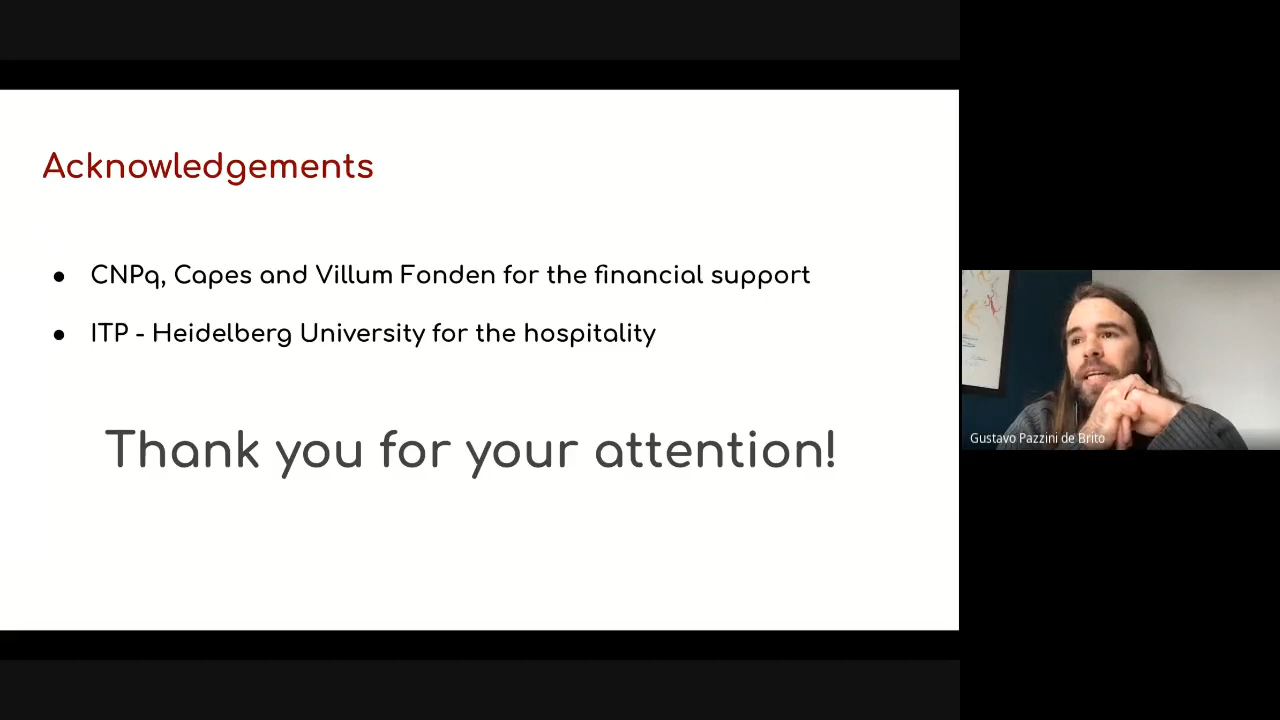 Acknowledgements
● CNPq, Capes and Villum Fonden for the financial support
● ITP - Heidelberg University for the hospitality
Thank you for your attention!
Gustavo Pazzini de Brito